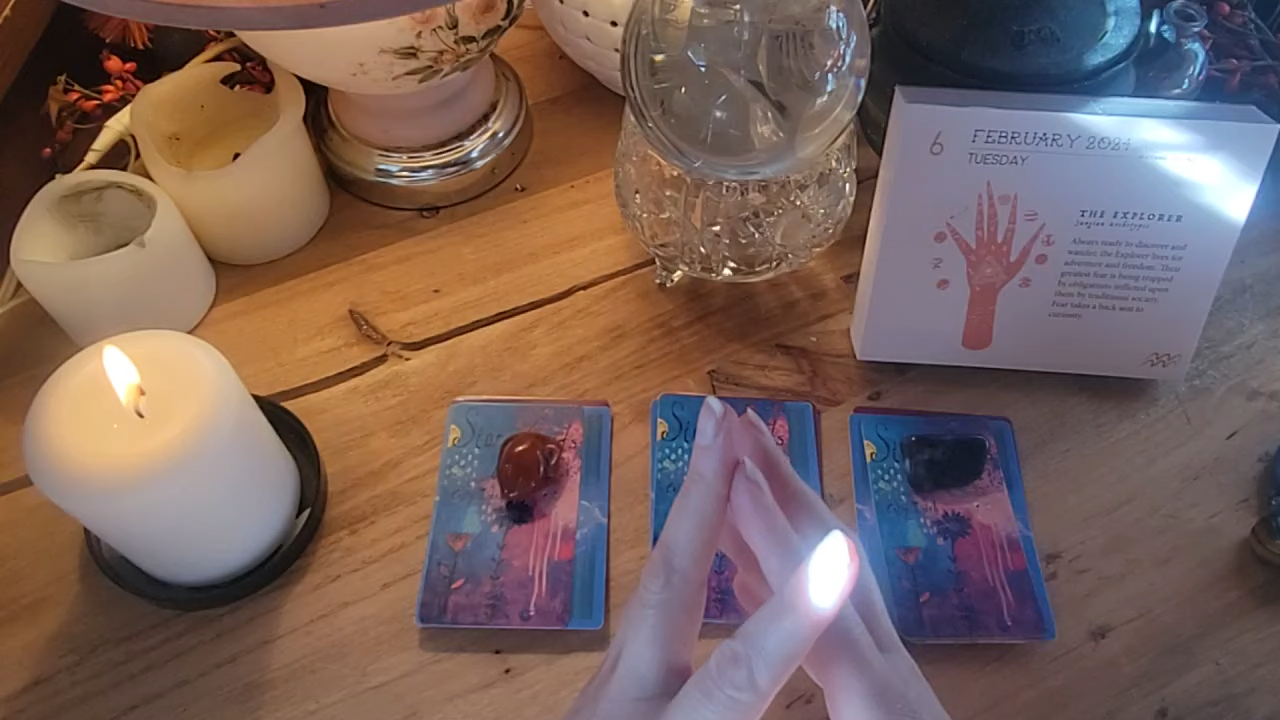 6
FEBRUARY 2024
TUESDAY
THE EXPLORER
jungian archetypes
Always ready to discover and
wander, the Explorer lives for
adventure and freedom. Their
greatest fear is being trapped
by obligations inflicted upon
them by traditional society.
Fear takes a back seat to
curiosity.